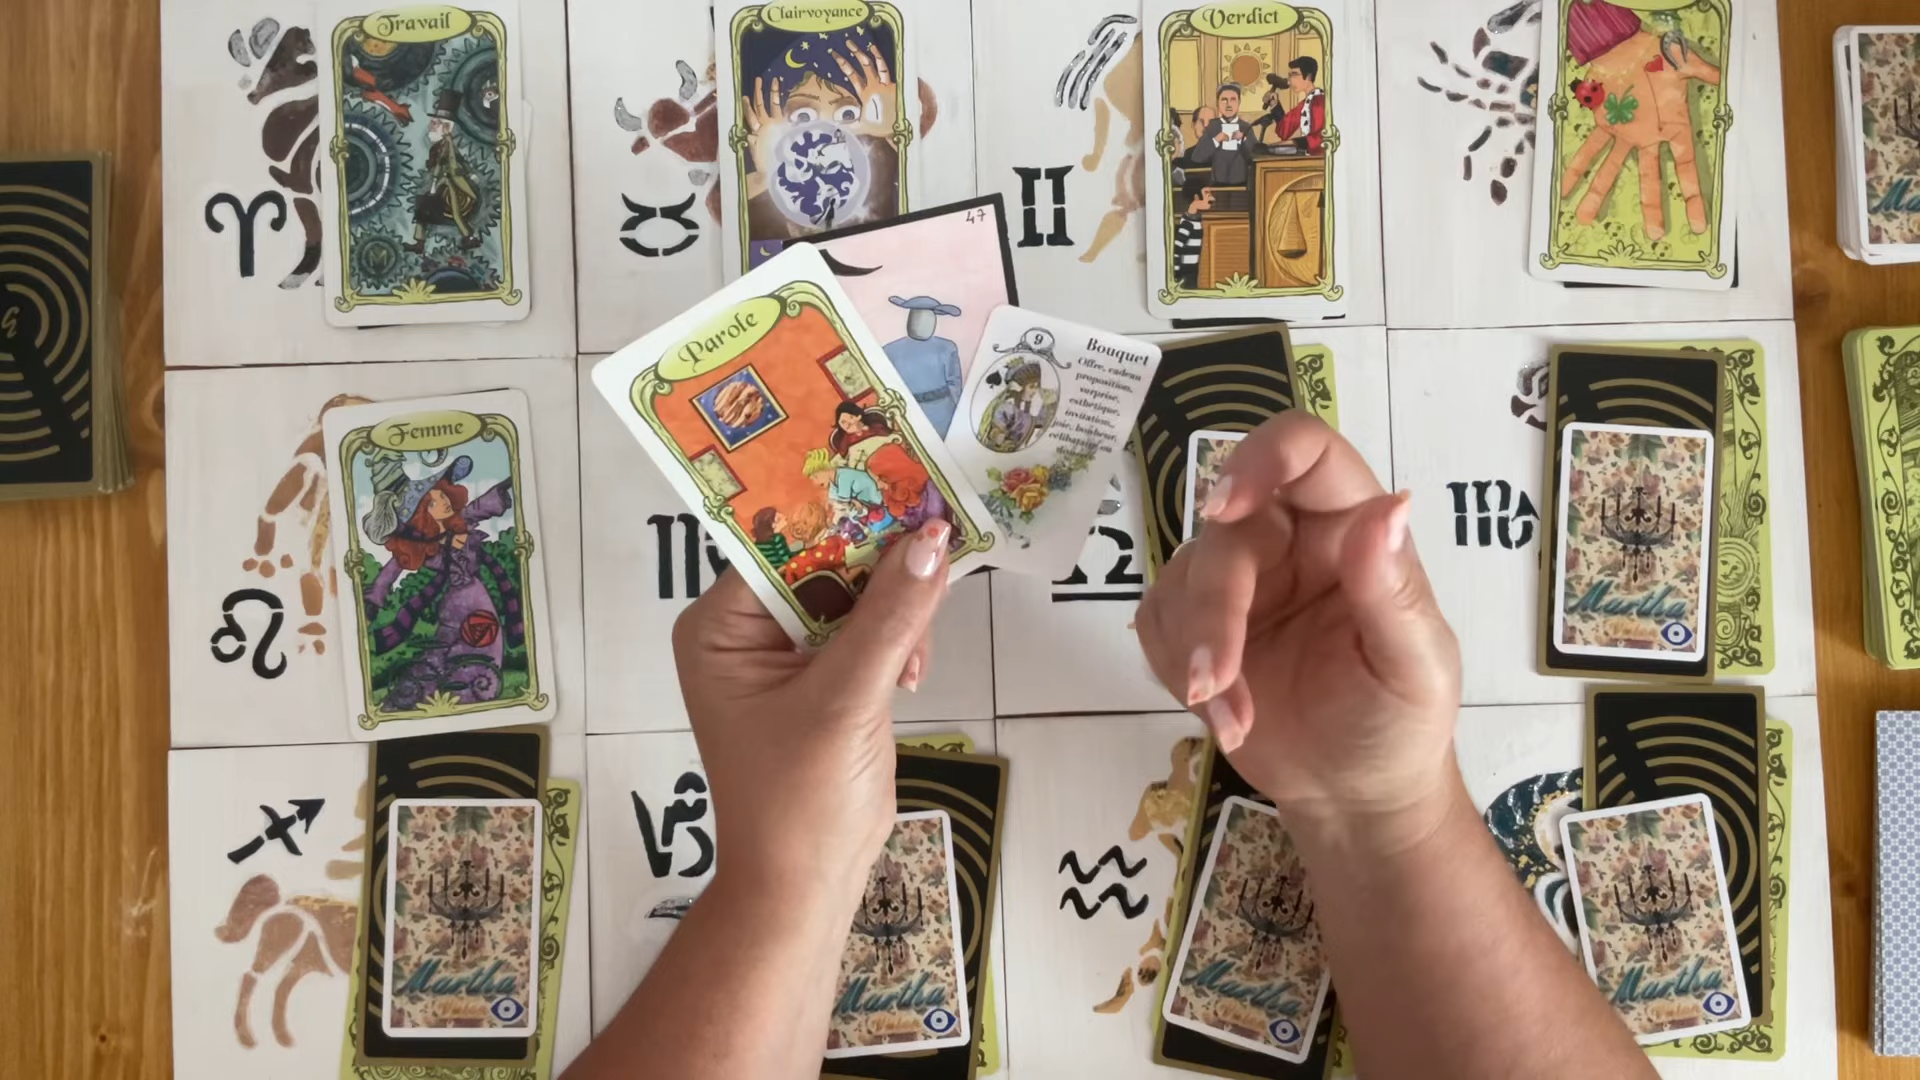 Travail
Clairvoyance
Verdict
47
Parole
9
Bouquet
Offre, cadeau
proposition,
surprise,
esthétique,
invitation,
joie, bonheur,
Femme
Martha
Martha
Martha
Martha
Martha